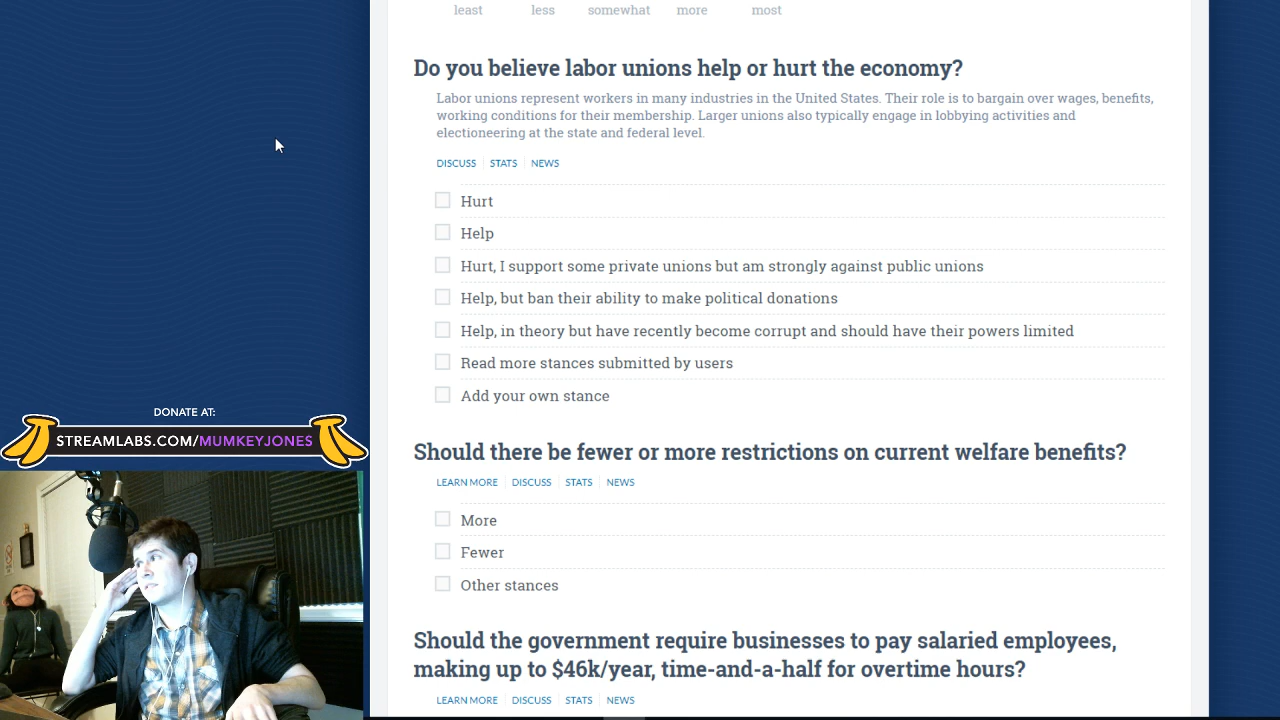 least less somewhat more most
Do you believe labor unions help or hurt the economy?
Labor unions represent workers in many industries in the United States. Their role is to bargain over wages, benefits,
working conditions for their membership. Larger unions also typically engage in lobbying activities and
electioneering at the state and federal level.
DISCUSS STATS NEWS
Hurt
Help
Hurt, I support some private unions but am strongly against public unions
Help, but ban their ability to make political donations
Help, in theory but have recently become corrupt and should have their powers limited
Read more stances submitted by users
Add your own stance
DONATE AT:
STREAMLABS.COM/MUMKEYJONES
Should there be fewer or more restrictions on current welfare benefits?
LEARN MORE DISCUSS STATS NEWS
More
Fewer
Other stances
Should the government require businesses to pay salaried employees,
making up to $46k/year, time-and-a-half for overtime hours?
LEARN MORE DISCUSS STATS NEWS